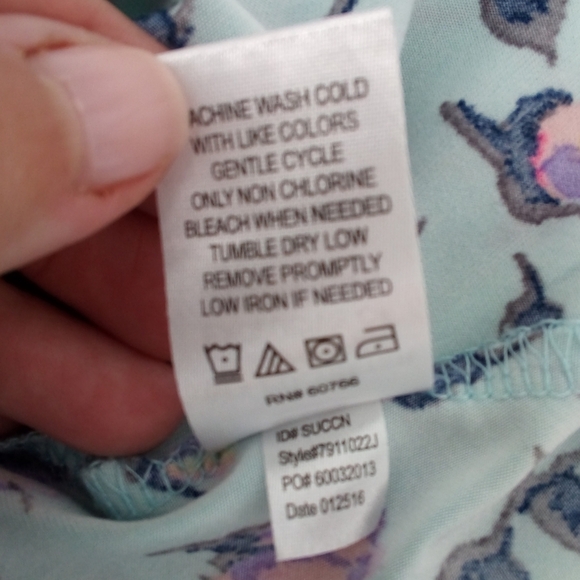 ACHINE WASH COLD
WITH LIKE COLORS
GENTLE CYCLE
ONLY NON CHLORINE
BLEACH WHEN NEEDED
TUMBLE DRY LOW
REMOVE PROMPTLY
LOW IRON IF NEEDED
RN# 60766
ID# SUCCN
Style#7911022J
PO# 60032013
Date 012516